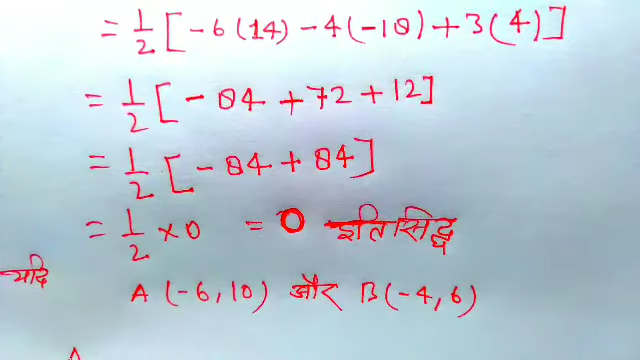 = 1/2 [ -6(14) -4(-18) + 3(4)]
= 1/2 [ -84 +72 +12]
= 1/2 [ -84 + 84]
= 1/2 × 0 = 0 इतिसिद्ध
यदि
A (-6, 10) और B(-4, 6)